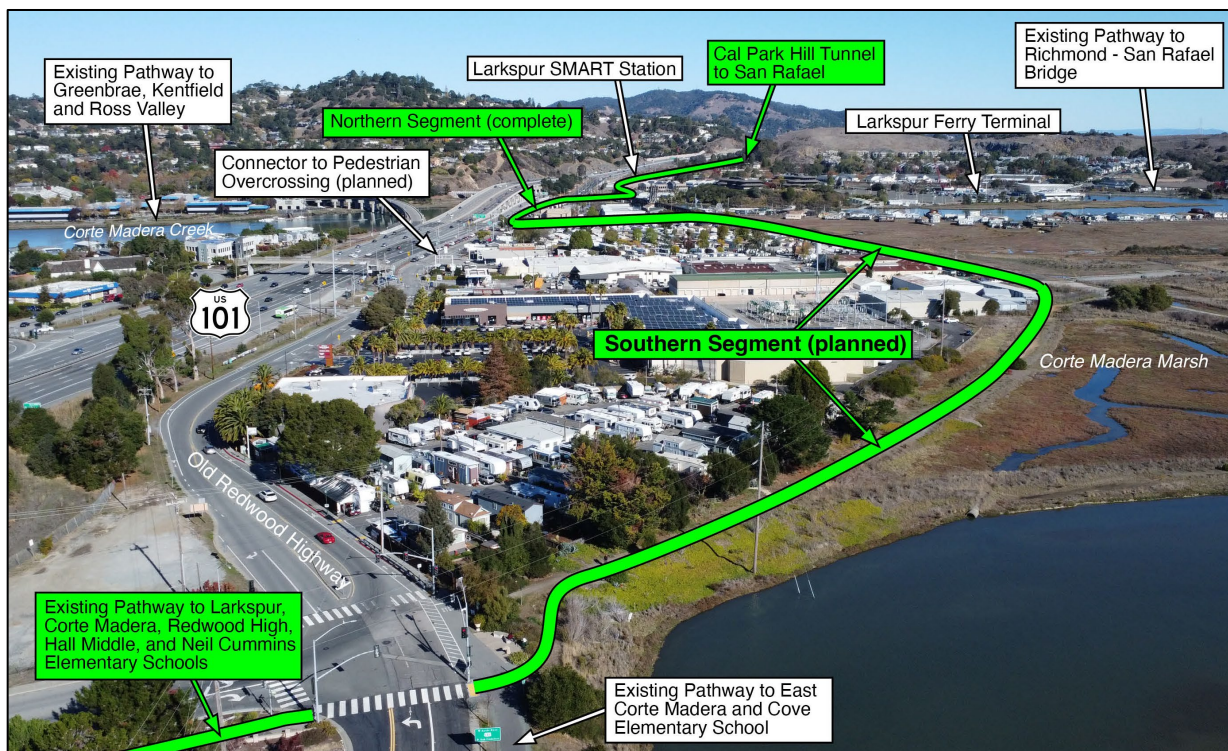 Existing Pathway to
Greenbrae, Kentfield
and Ross Valley
Larkspur SMART Station
Cal Park Hill Tunnel
to San Rafael
Existing Pathway to
Richmond - San Rafael
Bridge
Northern Segment (complete)
Larkspur Ferry Terminal
Connector to Pedestrian
Overcrossing (planned)
Corte Madera Creek
US
101
Southern Segment (planned)
Corte Madera Marsh
Old Redwood Highway
Existing Pathway to Larkspur,
Corte Madera, Redwood High,
Hall Middle, and Neil Cummins
Elementary Schools
Existing Pathway to East
Corte Madera and Cove
Elementary School